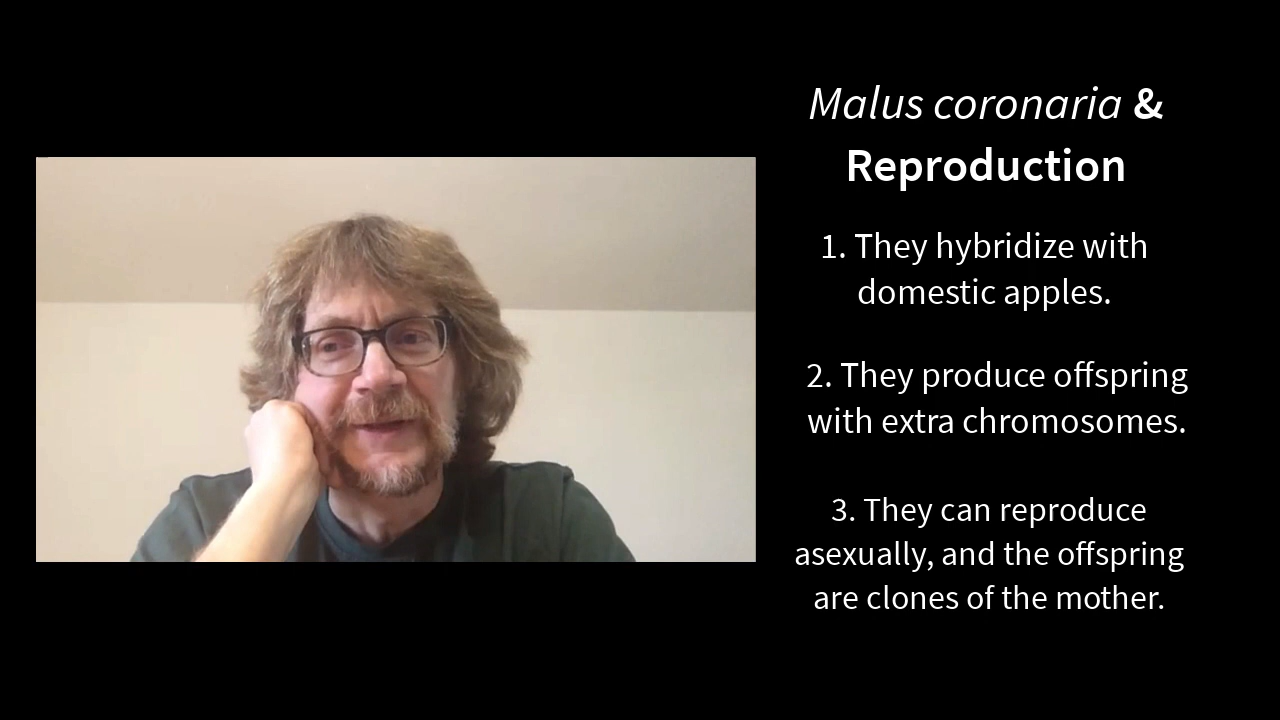 Malus coronaria &
Reproduction
1. They hybridize with
domestic apples.
2. They produce offspring
with extra chromosomes.
3. They can reproduce
asexually, and the offspring
are clones of the mother.